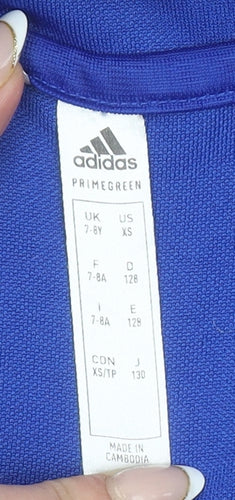 adidas
PRIMEGREEN
UK US
7-8Y XS
F D
7-8A 128
I E
7-8A 128
CDN J
XS/TP 130
MADE IN
CAMBODIA